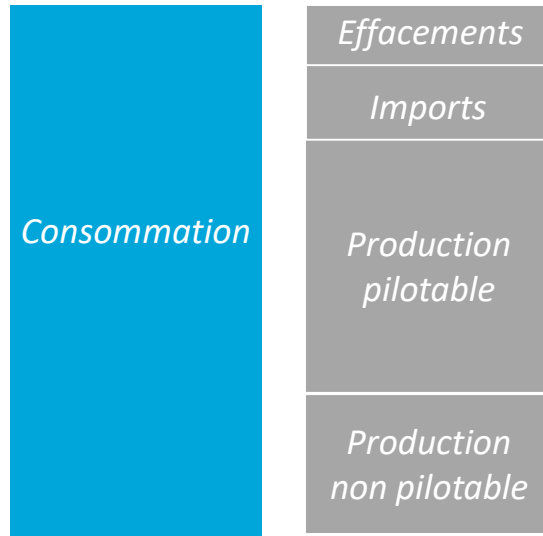 Consommation
Effacements
Imports
Production
pilotable
Production
non pilotable